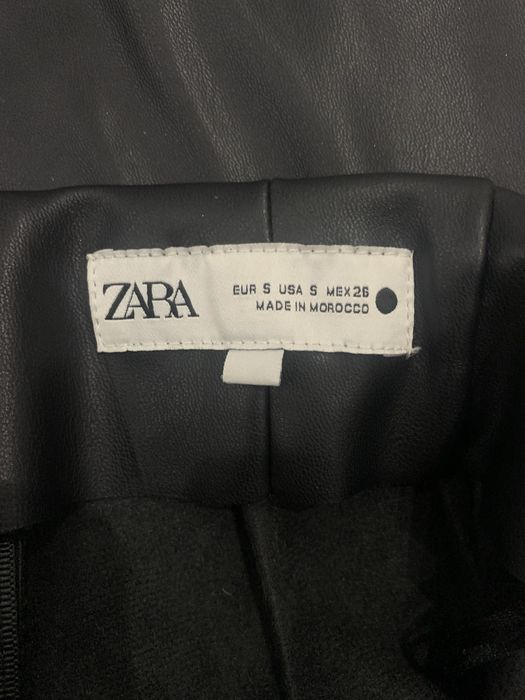 ZARA
EUR S USA S MEX 26
MADE IN MOROCCO